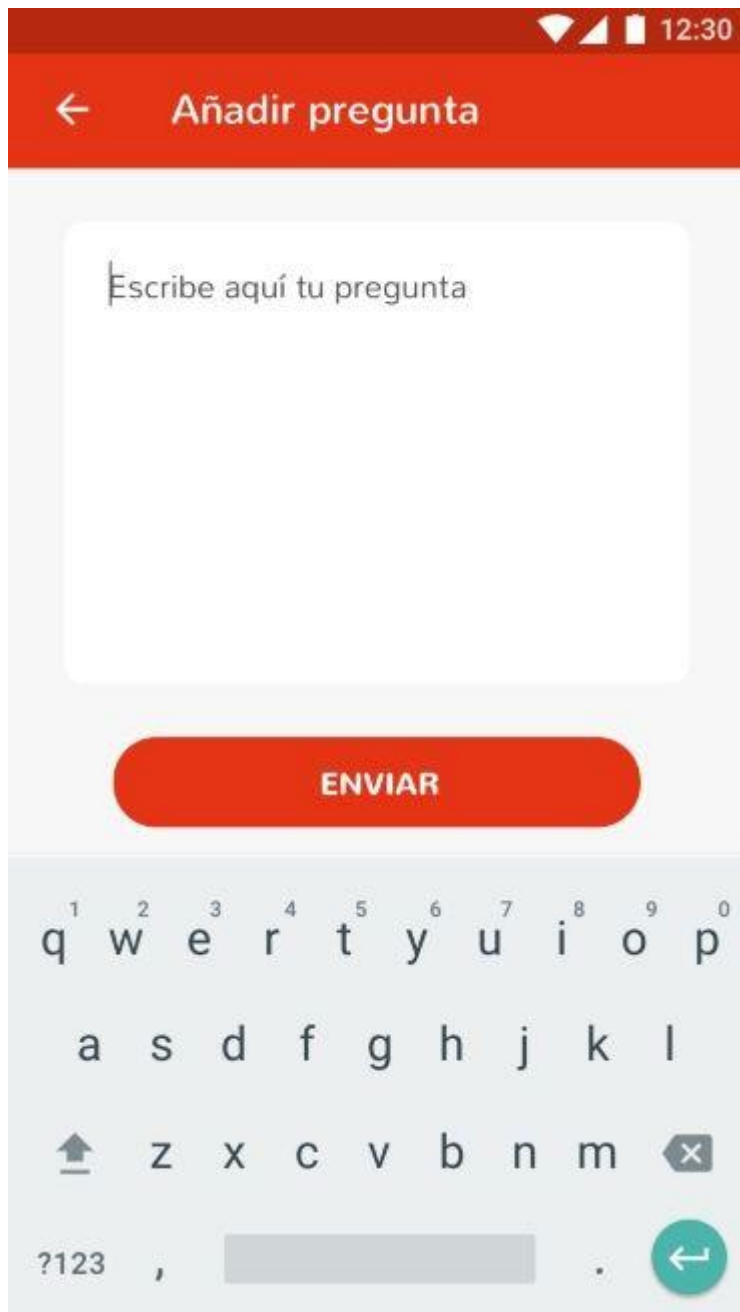 12:30
Añadir pregunta
Escribe aquí tu pregunta
ENVIAR
1 2 3 4 5 6 7 8 9 0
q w e r t y u i o p
a s d f g h j k l
z x c v b n m
?123 , .